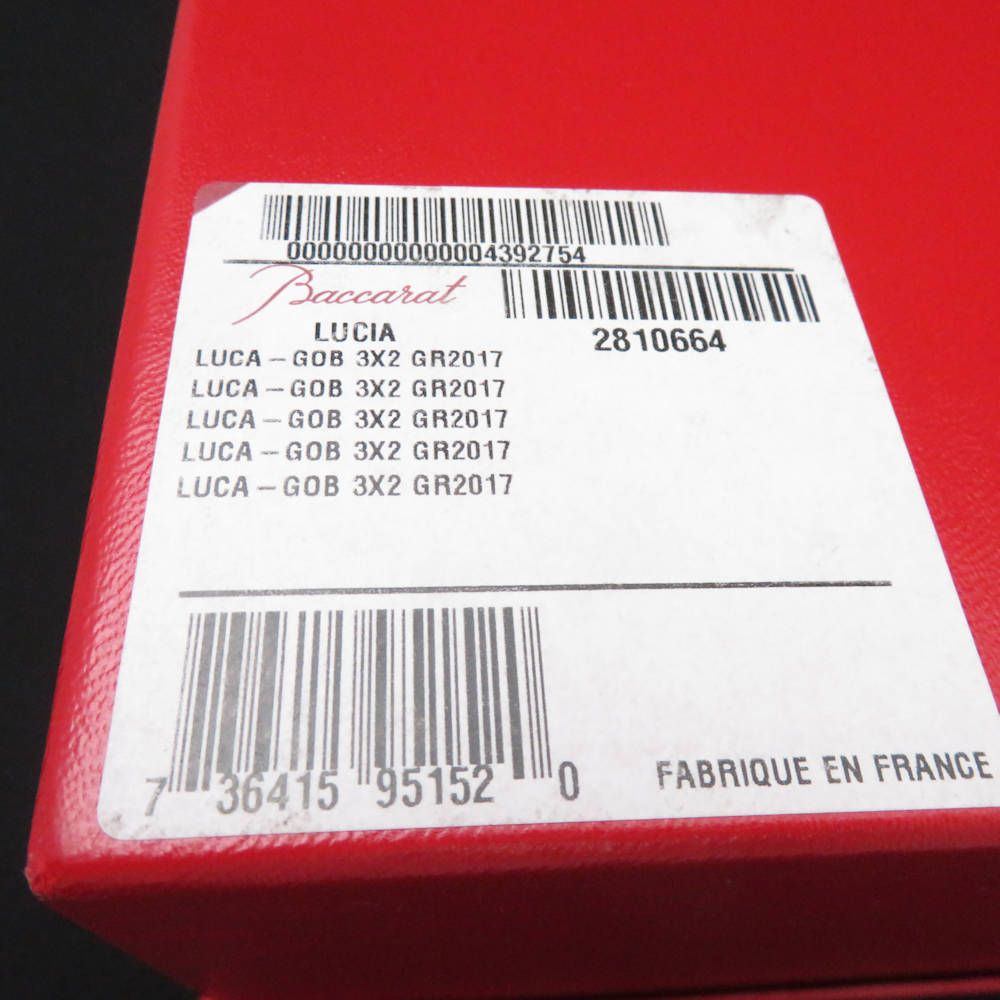 00000000000004392754
Baccarat
2810664
LUCIA
LUCA - GOB 3X2 GR2017
LUCA - GOB 3X2 GR2017
LUCA - GOB 3X2 GR2017
LUCA - GOB 3X2 GR2017
LUCA - GOB 3X2 GR2017
7 36415 95152 0
FABRIQUE EN FRANCE